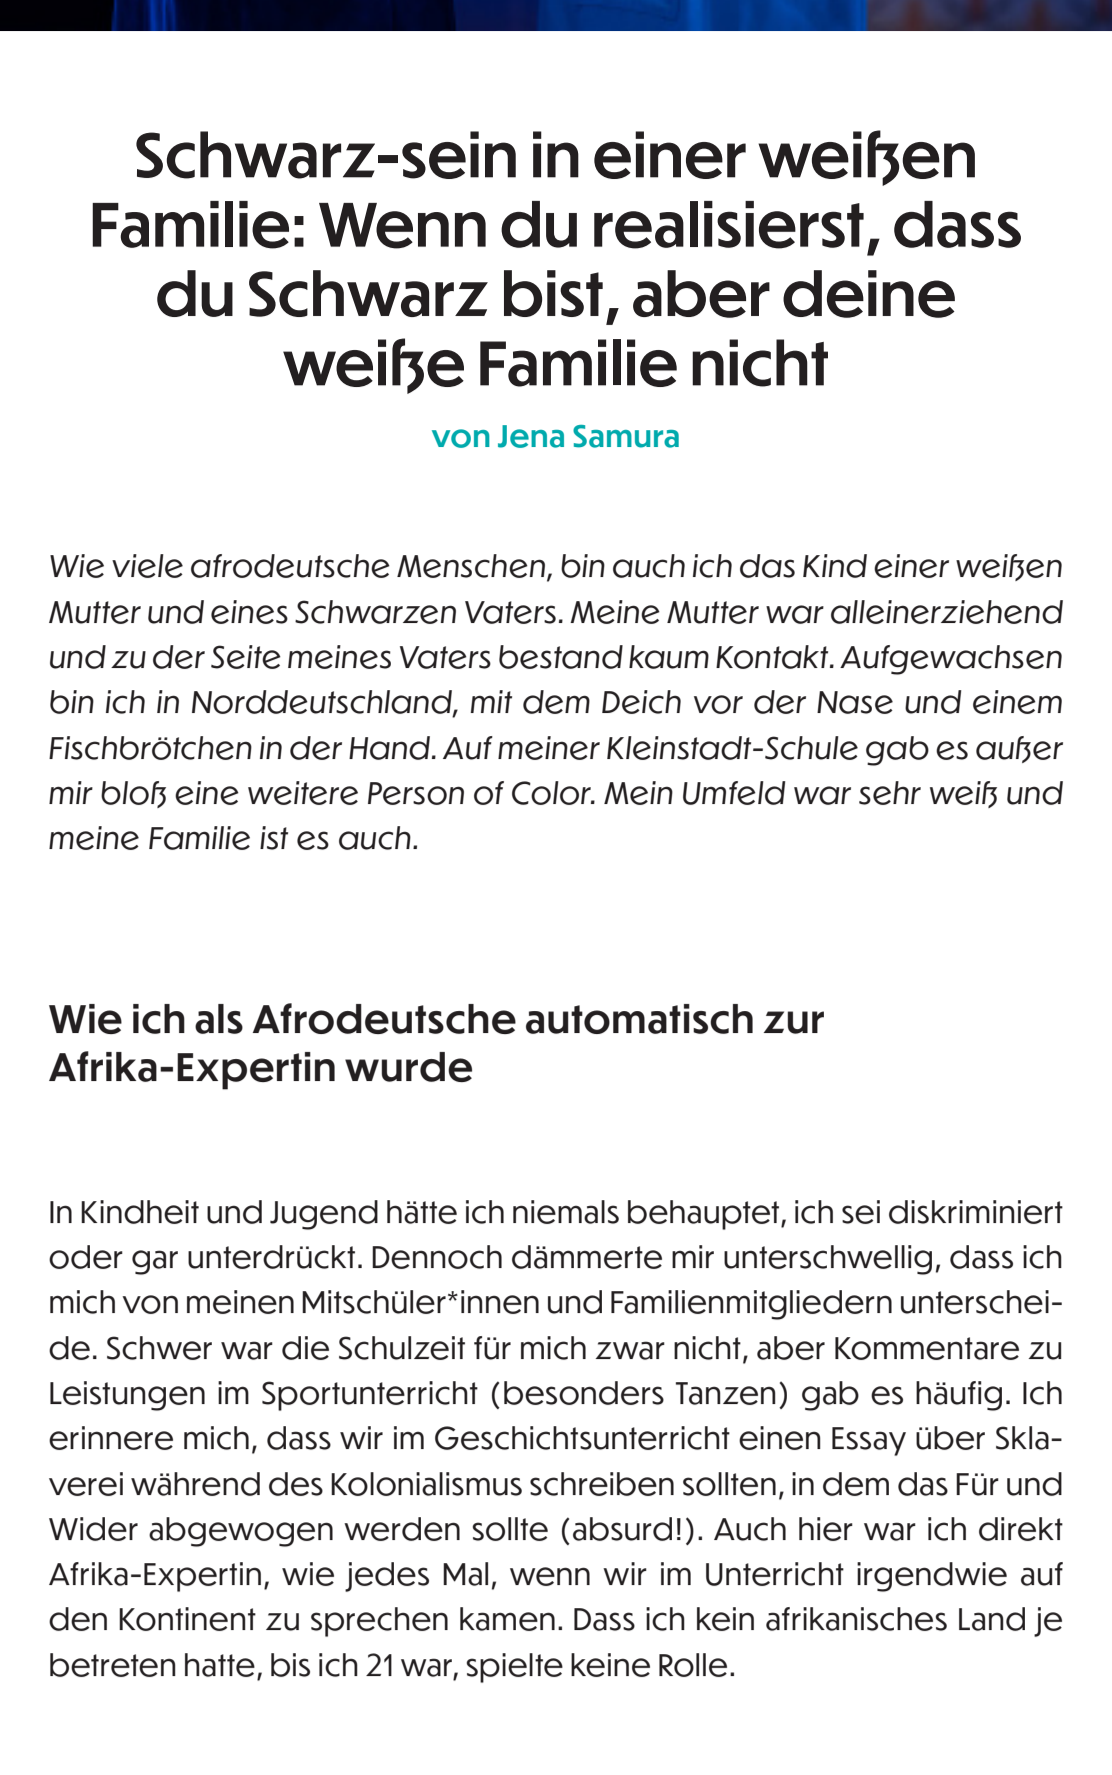 Schwarz-sein in einer weißen
Familie: Wenn du realisierst, dass
du Schwarz bist, aber deine
weiße Familie nicht
von Jena Samura
Wie viele afrodeutsche Menschen, bin auch ich das Kind einer weißen
Mutter und eines Schwarzen Vaters. Meine Mutter war alleinerziehend
und zu der Seite meines Vaters bestand kaum Kontakt. Aufgewachsen
bin ich in Norddeutschland, mit dem Deich vor der Nase und einem
Fischbrötchen in der Hand. Auf meiner Kleinstadt-Schule gab es außer
mir bloß eine weitere Person of Color. Mein Umfeld war sehr weiß und
meine Familie ist es auch.
Wie ich als Afrodeutsche automatisch zur
Afrika-Expertin wurde
In Kindheit und Jugend hätte ich niemals behauptet, ich sei diskriminiert
oder gar unterdrückt. Dennoch dämmerte mir unterschwellig, dass ich
mich von meinen Mitschüler*innen und Familienmitgliedern unterschei-
de. Schwer war die Schulzeit für mich zwar nicht, aber Kommentare zu
Leistungen im Sportunterricht (besonders Tanzen) gab es häufig. Ich
erinnere mich, dass wir im Geschichtsunterricht einen Essay über Skla-
verei während des Kolonialismus schreiben sollten, in dem das Für und
Wider abgewogen werden sollte (absurd!). Auch hier war ich direkt
Afrika-Expertin, wie jedes Mal, wenn wir im Unterricht irgendwie auf
den Kontinent zu sprechen kamen. Dass ich kein afrikanisches Land je
betreten hatte, bis ich 21 war, spielte keine Rolle.